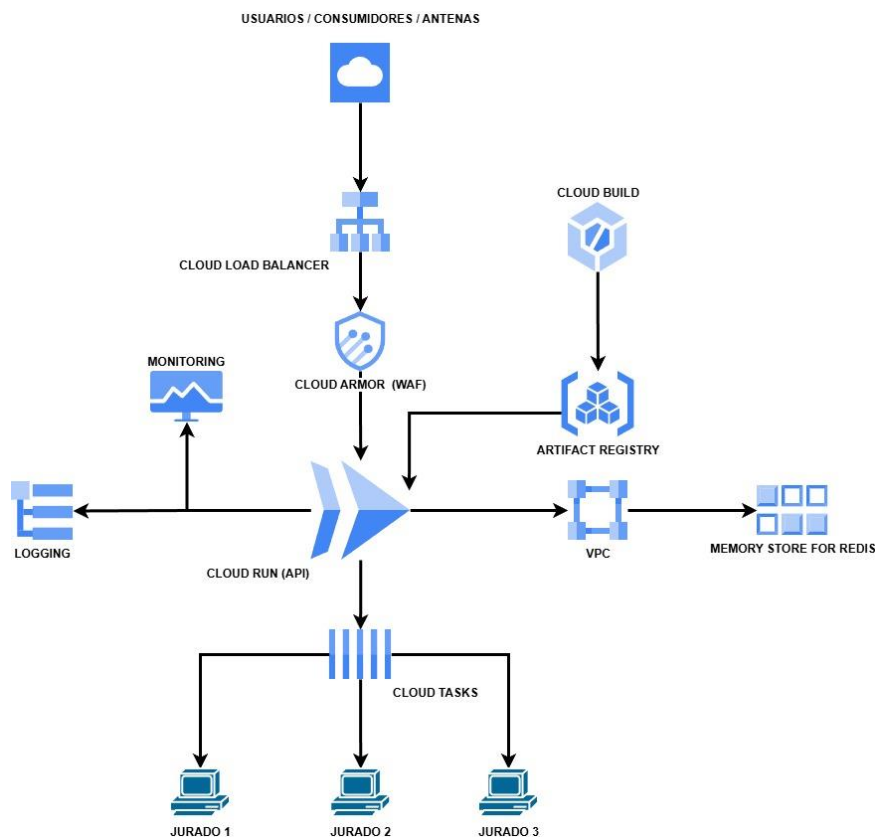 USUARIOS / CONSUMIDORES / ANTENAS
CLOUD BUILD
CLOUD LOAD BALANCER
MONITORING
CLOUD ARMOR (WAF)
ARTIFACT REGISTRY
LOGGING
CLOUD RUN (API)
VPC
MEMORY STORE FOR REDIS
CLOUD TASKS
JURADO 1
JURADO 2
JURADO 3